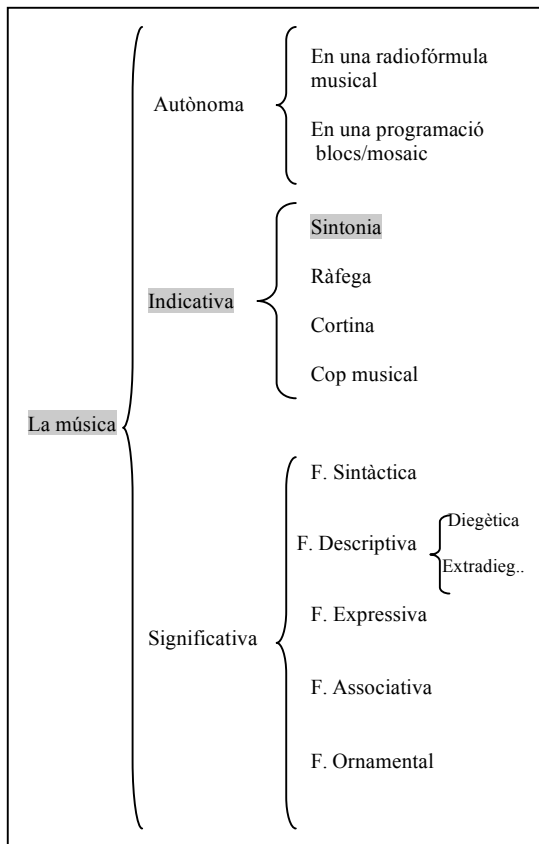 La música
Autònoma
En una radiofórmula
musical
En una programació
blocs/mosaic
Indicativa
Sintonia
Ràfega
Cortina
Cop musical
Significativa
F. Sintàctica
F. Descriptiva
Diegètica
Extradieg..
F. Expressiva
F. Associativa
F. Ornamental